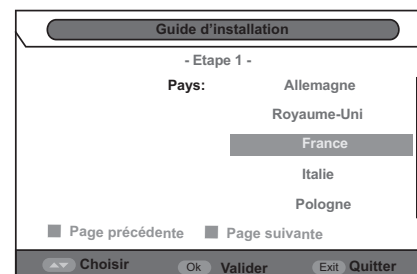 Guide d'installation
- Etape 1 -
Pays: Allemagne
Royaume-Uni
France
Italie
Pologne
Page précédente Page suivante
Choisir Ok Valider Exit Quitter